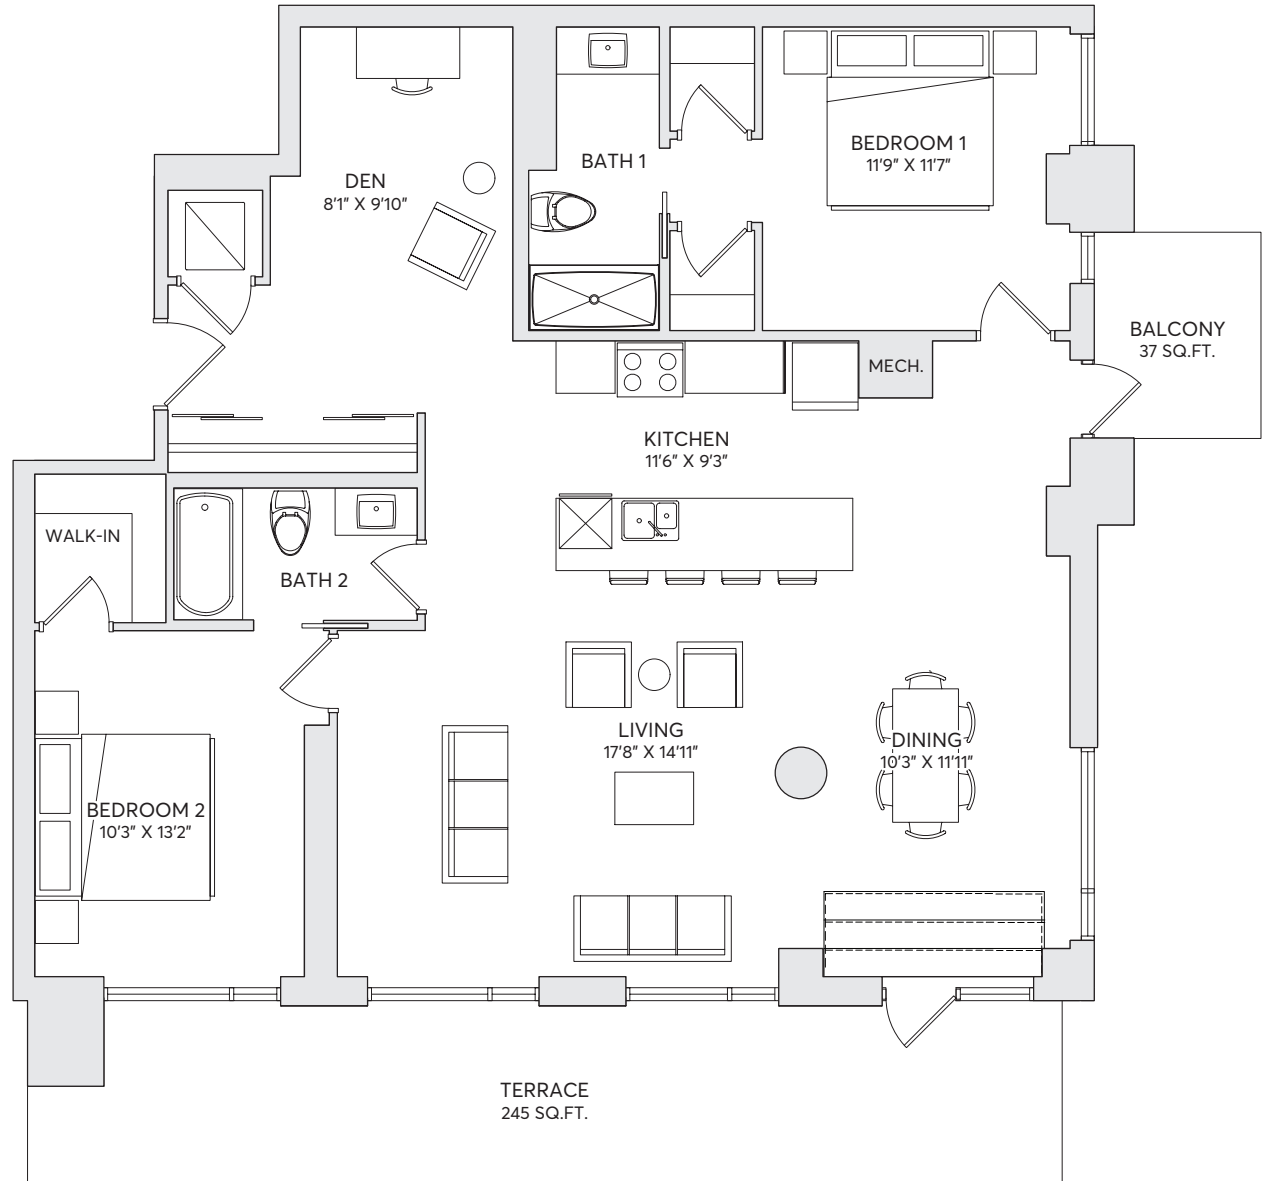 BATH 1
BEDROOM 1
11'9" X 11'7"
DEN
8'1" X 9'10"
BALCONY
37 SQ.FT.
MECH.
KITCHEN
11'6" X 9'3"
WALK-IN
BATH 2
LIVING
17'8" X 14'11"
DINING
10'3" X 11'11"
BEDROOM 2
10'3" X 13'2"
TERRACE
245 SQ.FT.